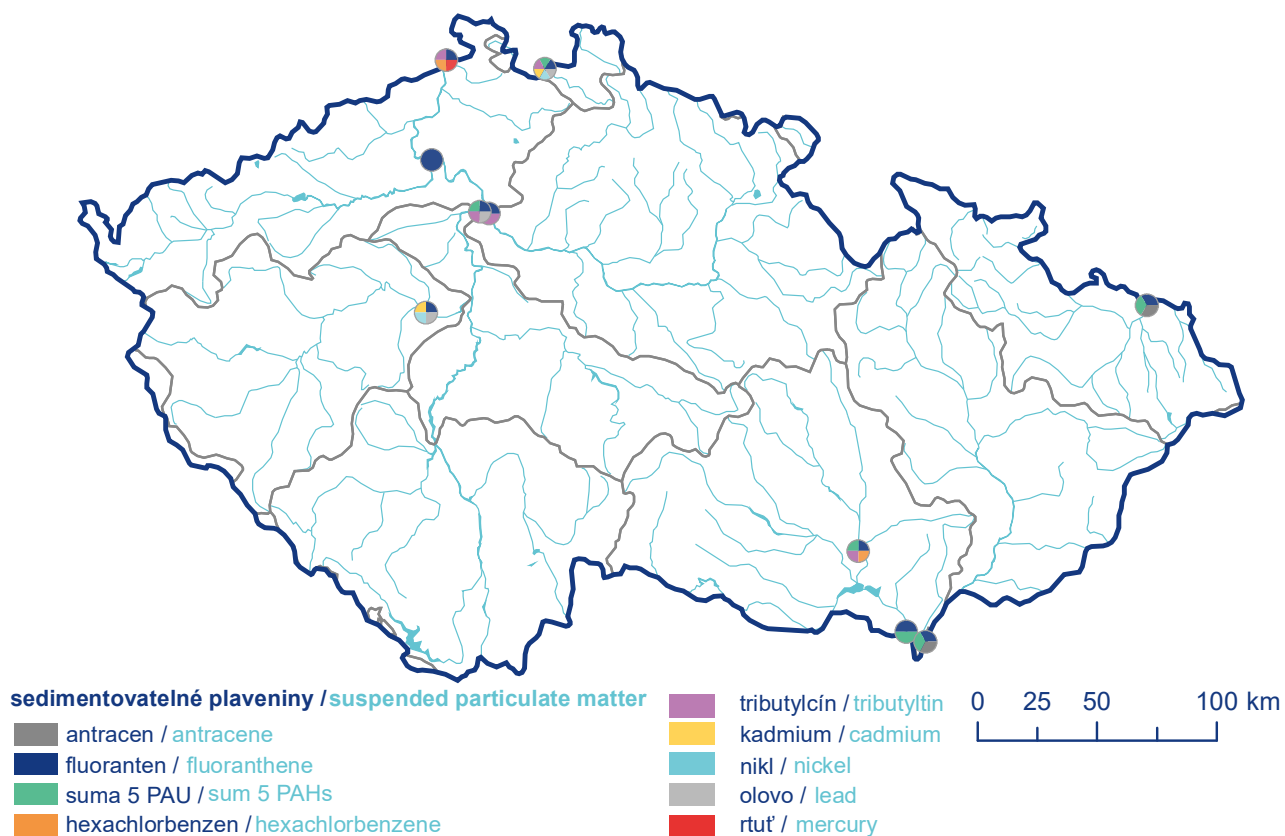 sedimentovatelné plaveniny / suspended particulate matter
antracen / antracene
fluoranten / fluoranthene
suma 5 PAU / sum 5 PAHs
hexachlorbenzen / hexachlorbenzene
tributylcín / tributyltin
kadmium / cadmium
nikl / nickel
olovo / lead
rtuť / mercury
0 25 50 100 km